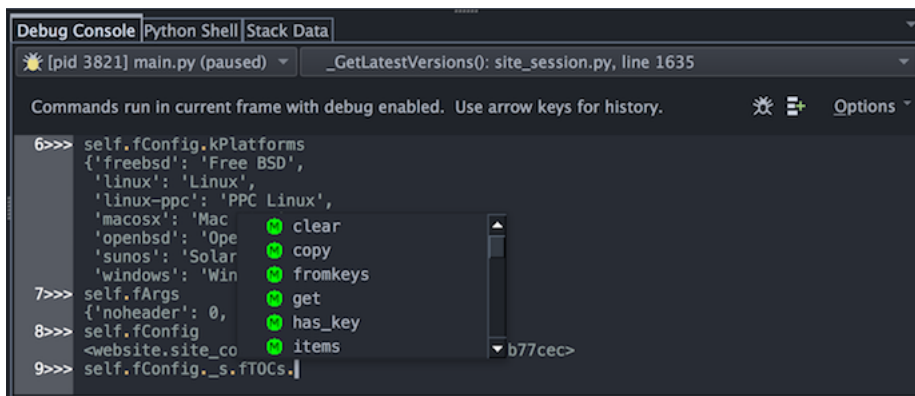 Debug Console Python Shell Stack Data
[pid 3821] main.py (paused) _GetLatestVersions(): site_session.py, line 1635
Commands run in current frame with debug enabled. Use arrow keys for history. Options
6>>> self.fConfig.kPlatforms
{'freebsd': 'Free BSD',
'linux': 'Linux',
'linux-ppc': 'PPC Linux',
'macosx': 'Mac
'openbsd': 'Ope
'sunos': 'Solar
'windows': 'Win
clear
copy
fromkeys
get
has_key
items
7>>> self.fArgs
{'noheader': 0,
8>>> self.fConfig
<website.site_co b77cec>
9>>> self.fConfig._s.fTOCs.